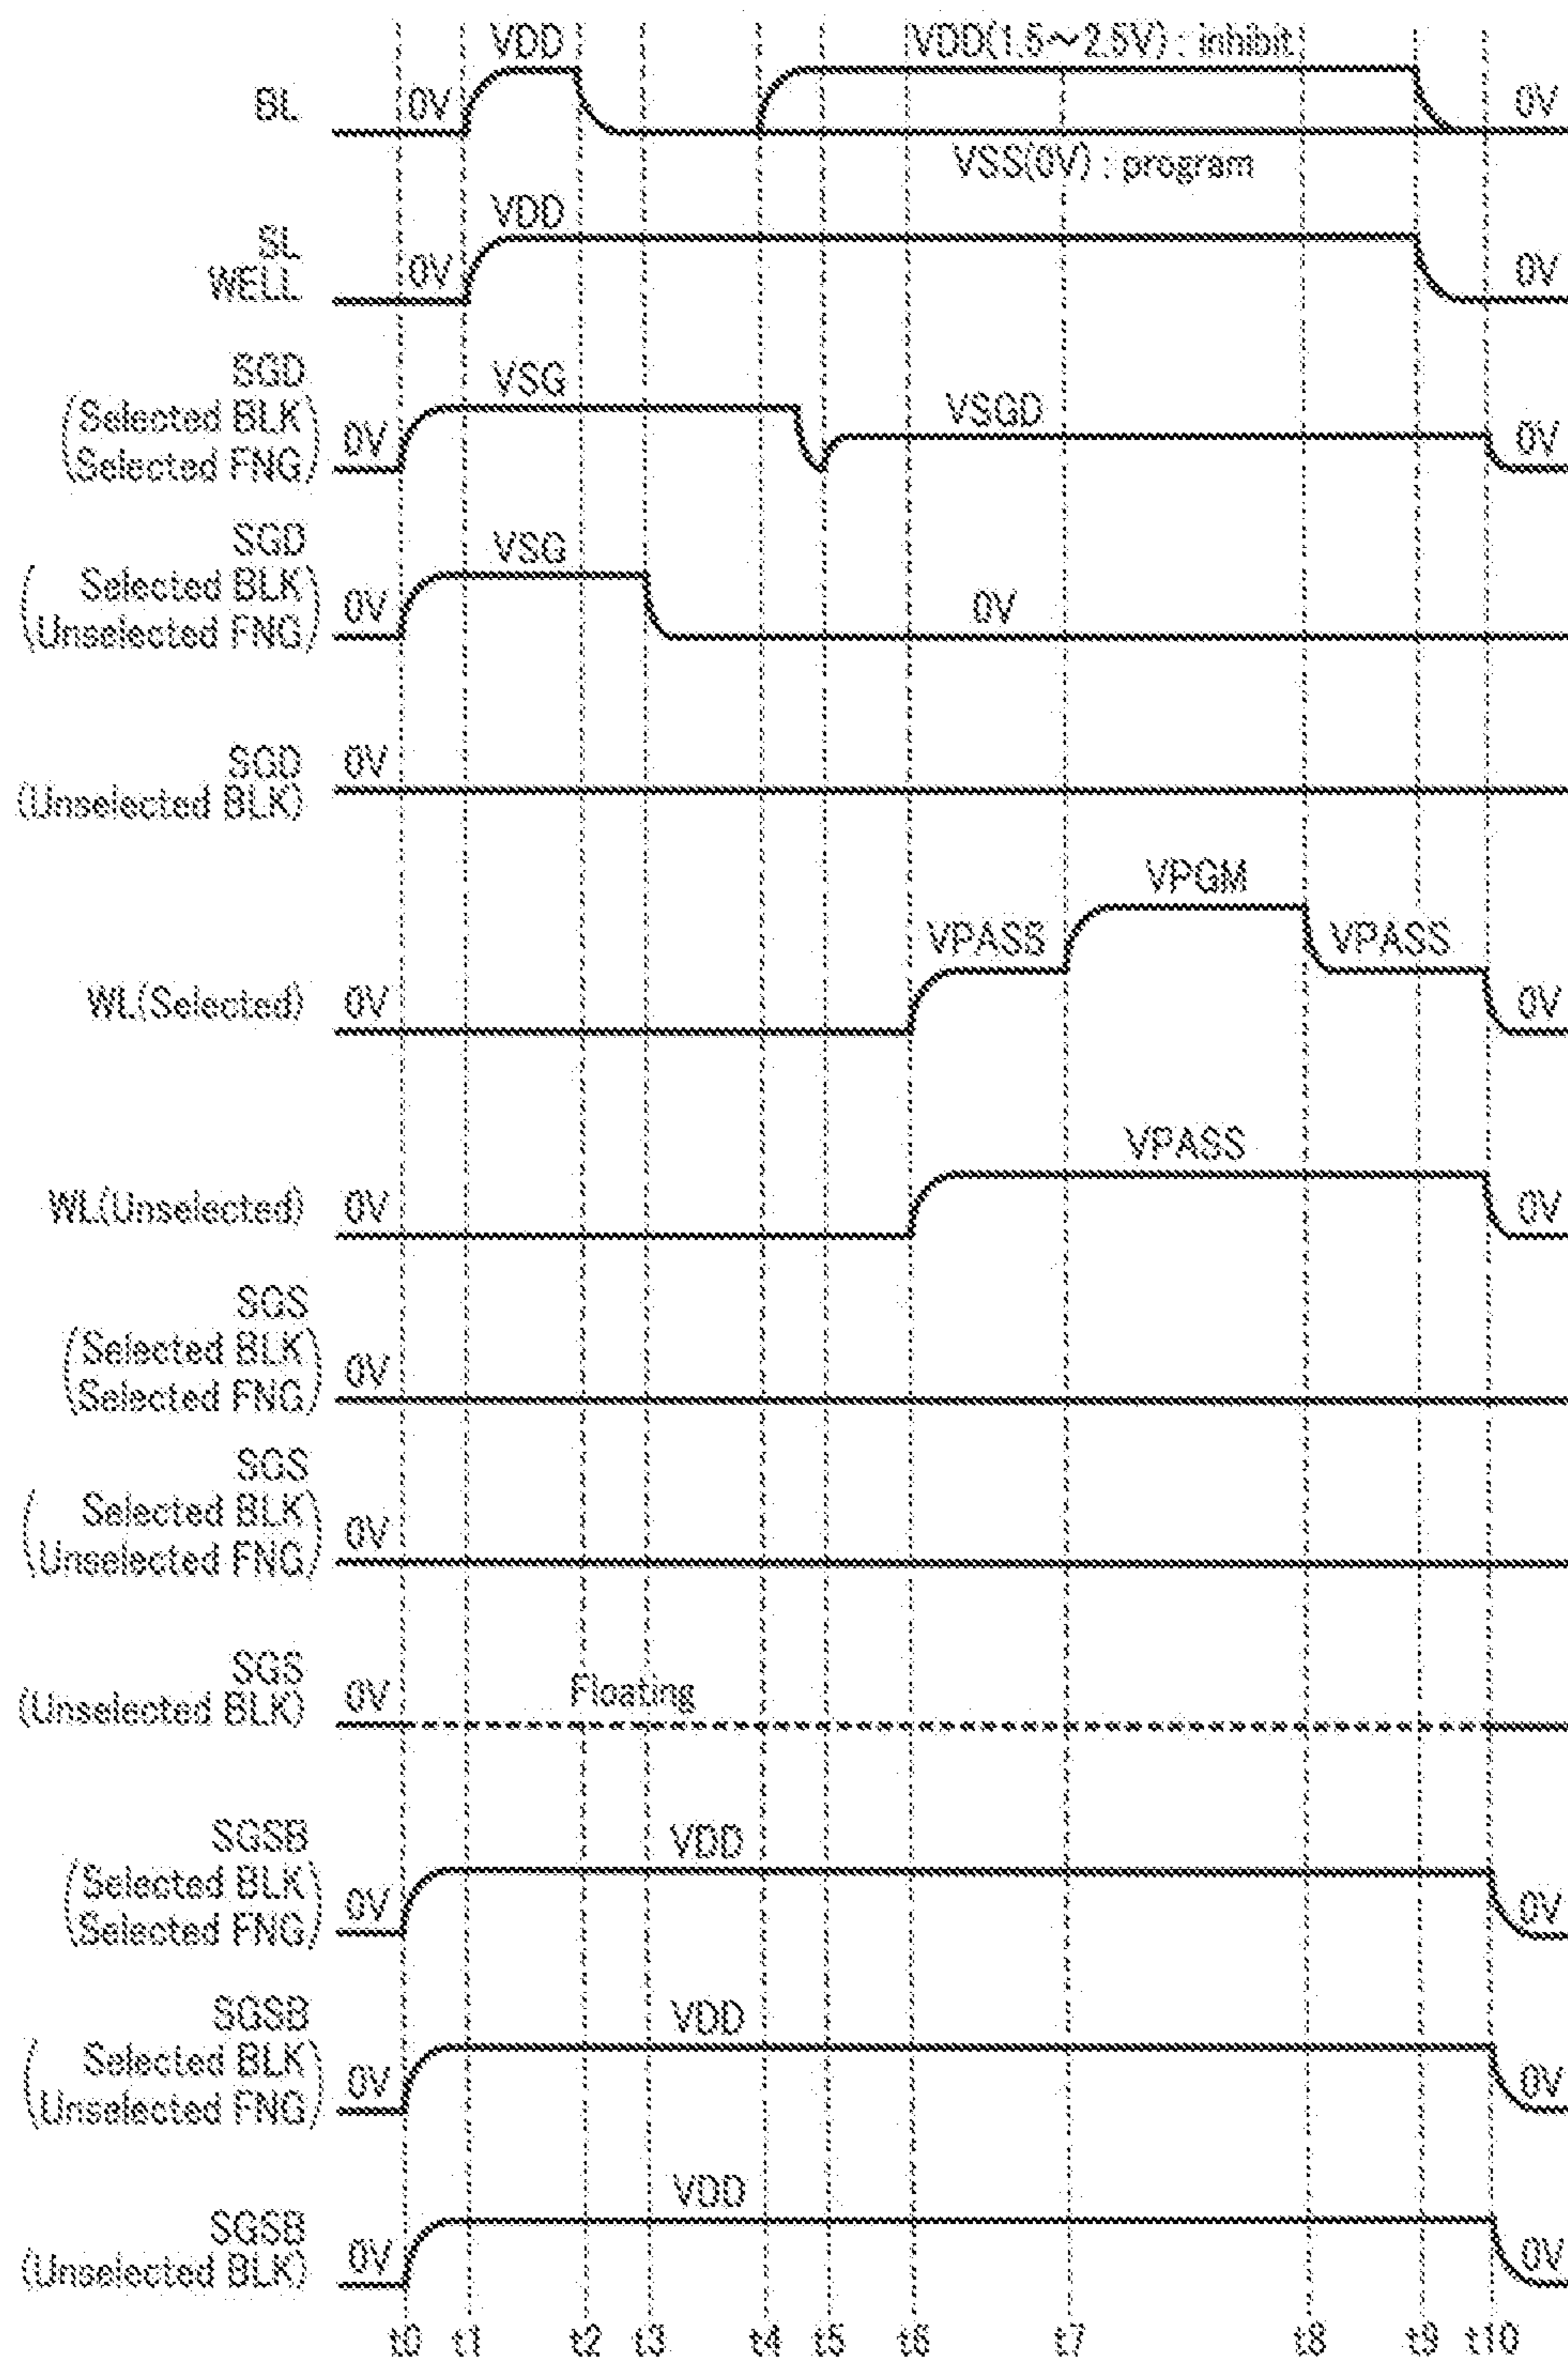 VDD VDD(1.5～2.5V) : inhibit
BL 0V 0V
VSS(0V) : program
VDD
SL
WELL 0V 0V
SGD
(Selected BLK
Selected FNG) 0V VSG VSGD 0V
SGD
(Selected BLK
Unselected FNG) 0V VSG 0V
SGD
(Unselected BLK) 0V
VPGM
VPASS VPASS
WL(Selected) 0V 0V
VPASS
WL(Unselected) 0V 0V
SGS
(Selected BLK
Selected FNG) 0V
SGS
(Selected BLK
Unselected FNG) 0V
SGS
(Unselected BLK) 0V Floating
SGSB
(Selected BLK
Selected FNG) 0V VDD 0V
SGSB
(Selected BLK
Unselected FNG) 0V VDD 0V
SGSB
(Unselected BLK) 0V VDD 0V
t0 t1 t2 t3 t4 t5 t6 t7 t8 t9 t10